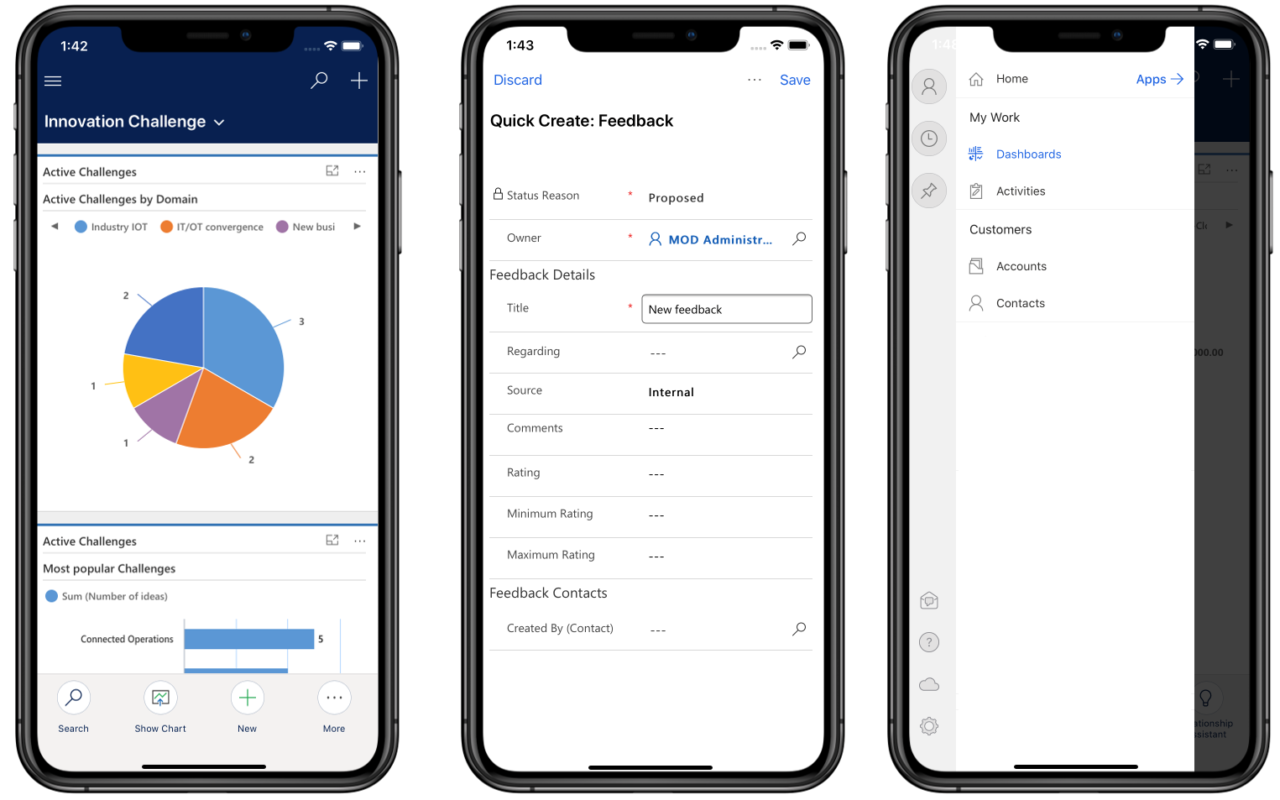 1:42
Innovation Challenge
Active Challenges
Active Challenges by Domain
Industry IOT IT/OT convergence New busi
2
3
1
1
2
Active Challenges
Most popular Challenges
Sum (Number of ideas)
Connected Operations 5
Search Show Chart New More
1:43
Discard ... Save
Quick Create: Feedback
Status Reason * Proposed
Owner * MOD Administr...
Feedback Details
Title * New feedback
Regarding ---
Source Internal
Comments ---
Rating ---
Minimum Rating ---
Maximum Rating ---
Feedback Contacts
Created By (Contact) ---
Home Apps →
My Work
Dashboards
Activities
Customers
Accounts
Contacts
000.00
?
tionship
sistant